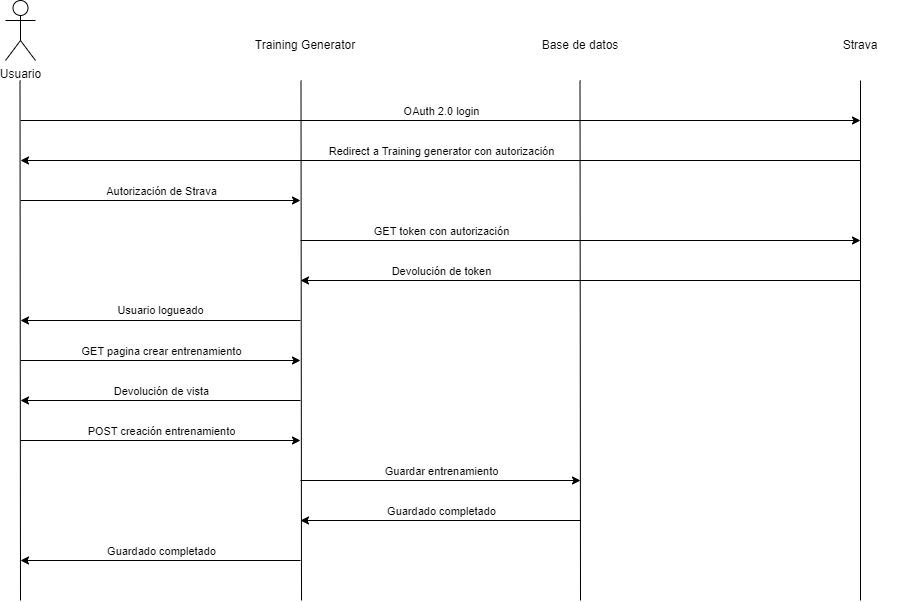 Usuario
Training Generator
Base de datos
Strava
OAuth 2.0 login
Redirect a Training generator con autorización
Autorización de Strava
GET token con autorización
Devolución de token
Usuario logueado
GET pagina crear entrenamiento
Devolución de vista
POST creación entrenamiento
Guardar entrenamiento
Guardado completado
Guardado completado